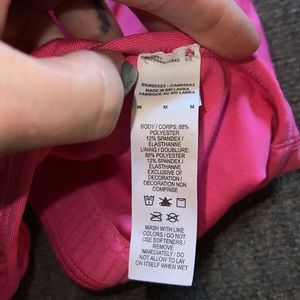 1/2
MADE IN SRI LANKA
FABRIQUÉ AU SRI LANKA
M M M
BODY / CORPS: 88%
POLYESTER
12% SPANDEX /
ELASTHANNE
LINING / DOUBLURE:
88% POLYESTER
12% SPANDEX /
ELASTHANNE
EXCLUSIVE OF
DECORATION /
DECORATION NON
COMPRISE
WASH WITH LIKE
COLORS / DO NOT
USE SOFTENERS /
REMOVE
IMMEDIATELY / DO
NOT ALLOW TO LAY
ON ITSELF WHEN WET